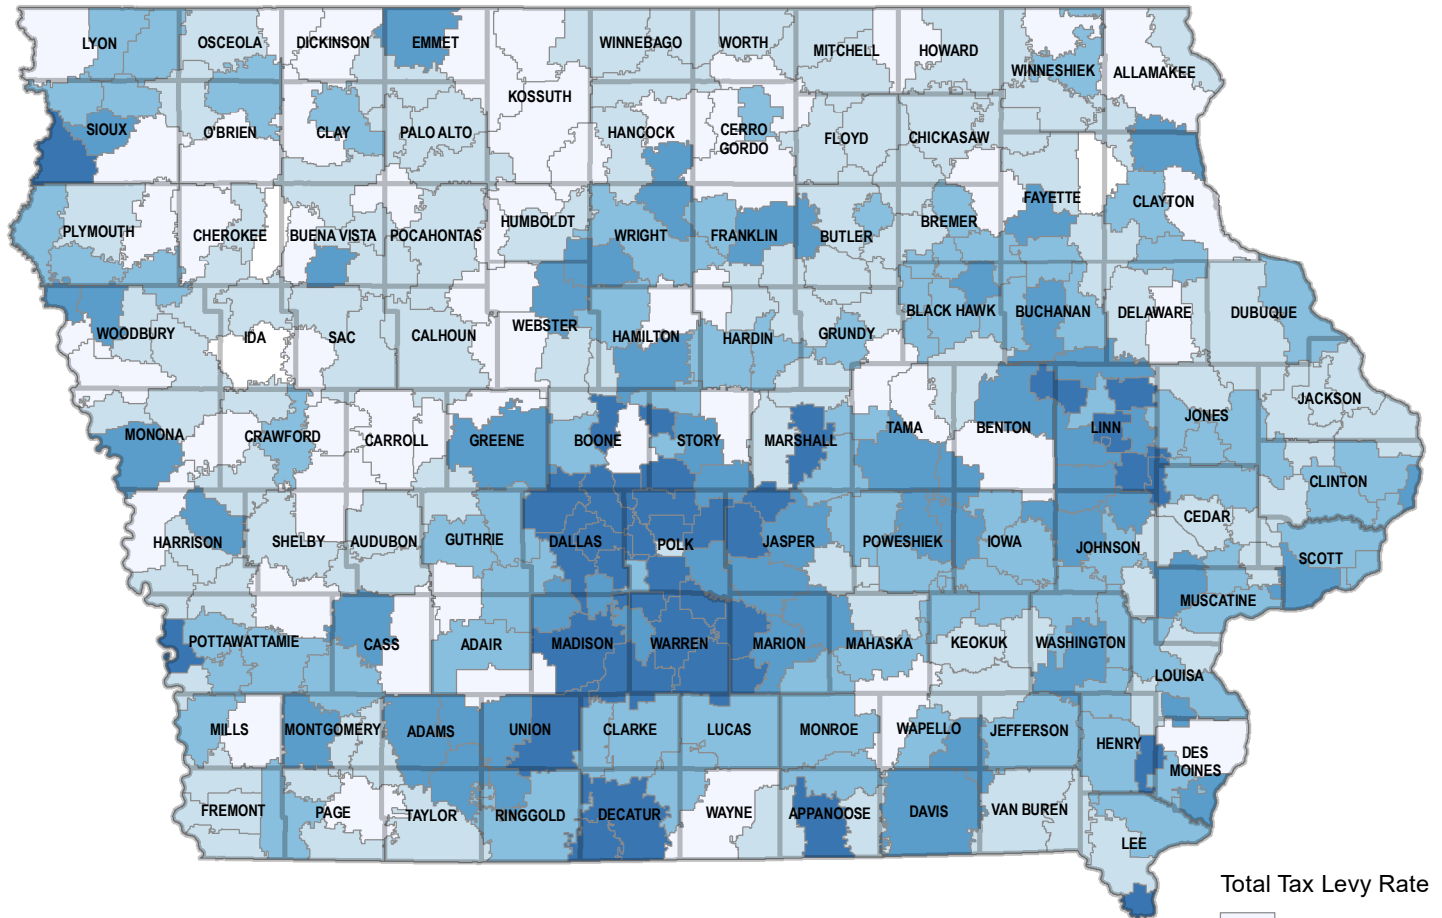 LYON
OSCEOLA
DICKINSON
EMMET
WINNEBAGO
WORTH
MITCHELL
HOWARD
WINNESHIEK
ALLAMAKEE
KOSSUTH
SIOUX
O'BRIEN
CLAY
PALO ALTO
HANCOCK
CERRO
GORDO
FLOYD
CHICKASAW
FAYETTE
CLAYTON
PLYMOUTH
CHEROKEE
BUENA VISTA
POCAHONTAS
HUMBOLDT
WRIGHT
FRANKLIN
BUTLER
BREMER
WOODBURY
IDA
SAC
CALHOUN
WEBSTER
HAMILTON
HARDIN
GRUNDY
BLACK HAWK
BUCHANAN
DELAWARE
DUBUQUE
MONONA
CRAWFORD
CARROLL
GREENE
BOONE
STORY
MARSHALL
TAMA
BENTON
LINN
JONES
JACKSON
CLINTON
HARRISON
SHELBY
AUDUBON
GUTHRIE
DALLAS
POLK
JASPER
POWESHIEK
IOWA
JOHNSON
CEDAR
SCOTT
MUSCATINE
POTTAWATTAMIE
CASS
ADAIR
MADISON
WARREN
MARION
MAHASKA
KEOKUK
WASHINGTON
LOUISA
MILLS
MONTGOMERY
ADAMS
UNION
CLARKE
LUCAS
MONROE
WAPELLO
JEFFERSON
HENRY
DES
MOINES
FREMONT
PAGE
TAYLOR
RINGGOLD
DECATUR
WAYNE
APPANOOSE
DAVIS
VAN BUREN
LEE
Total Tax Levy Rate